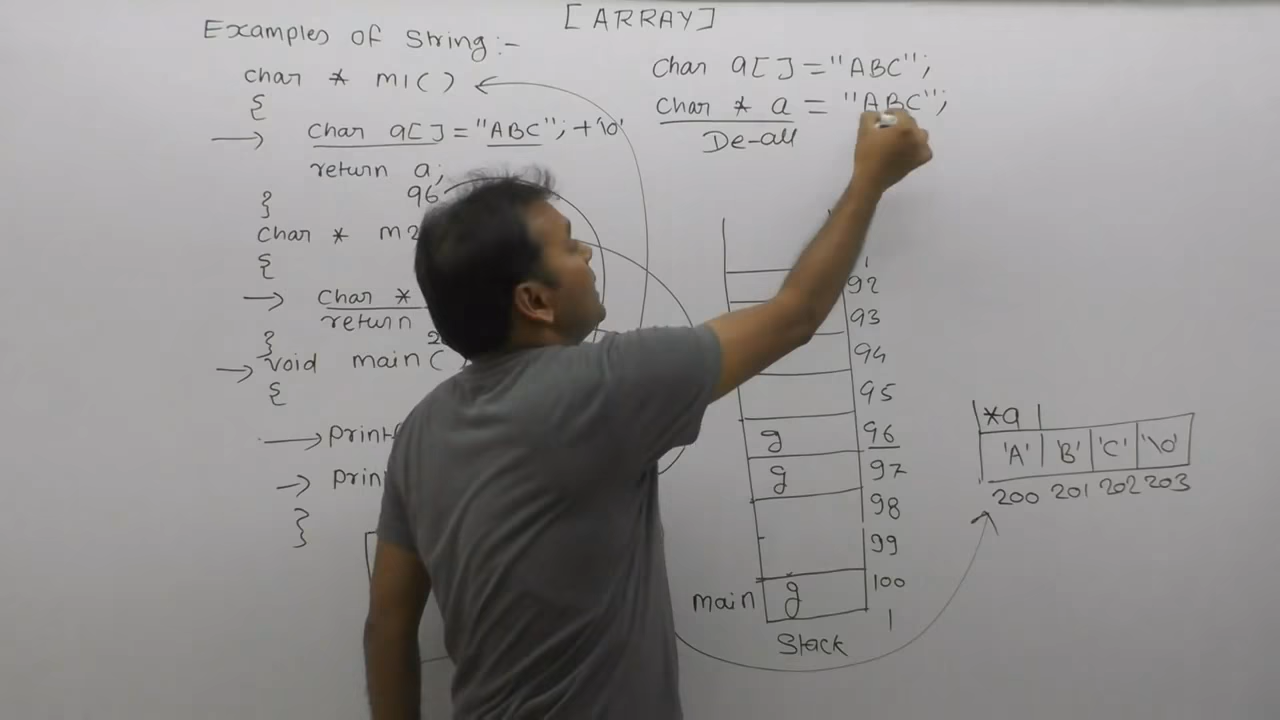 [ARRAY]
Examples of String:-
char * m1()
{
char a[] = "ABC"; + '\0'
return a;
96
}
char * m2
{
char *
return
}
void main(
{
print
prin
}
char a[] = "ABC";
char * a = "ABC";
De-all
92
93
94
95
g 96
g 97
98
99
main g 100
Stack
*a
'A' 'B' 'C' '\0'
200 201 202 203